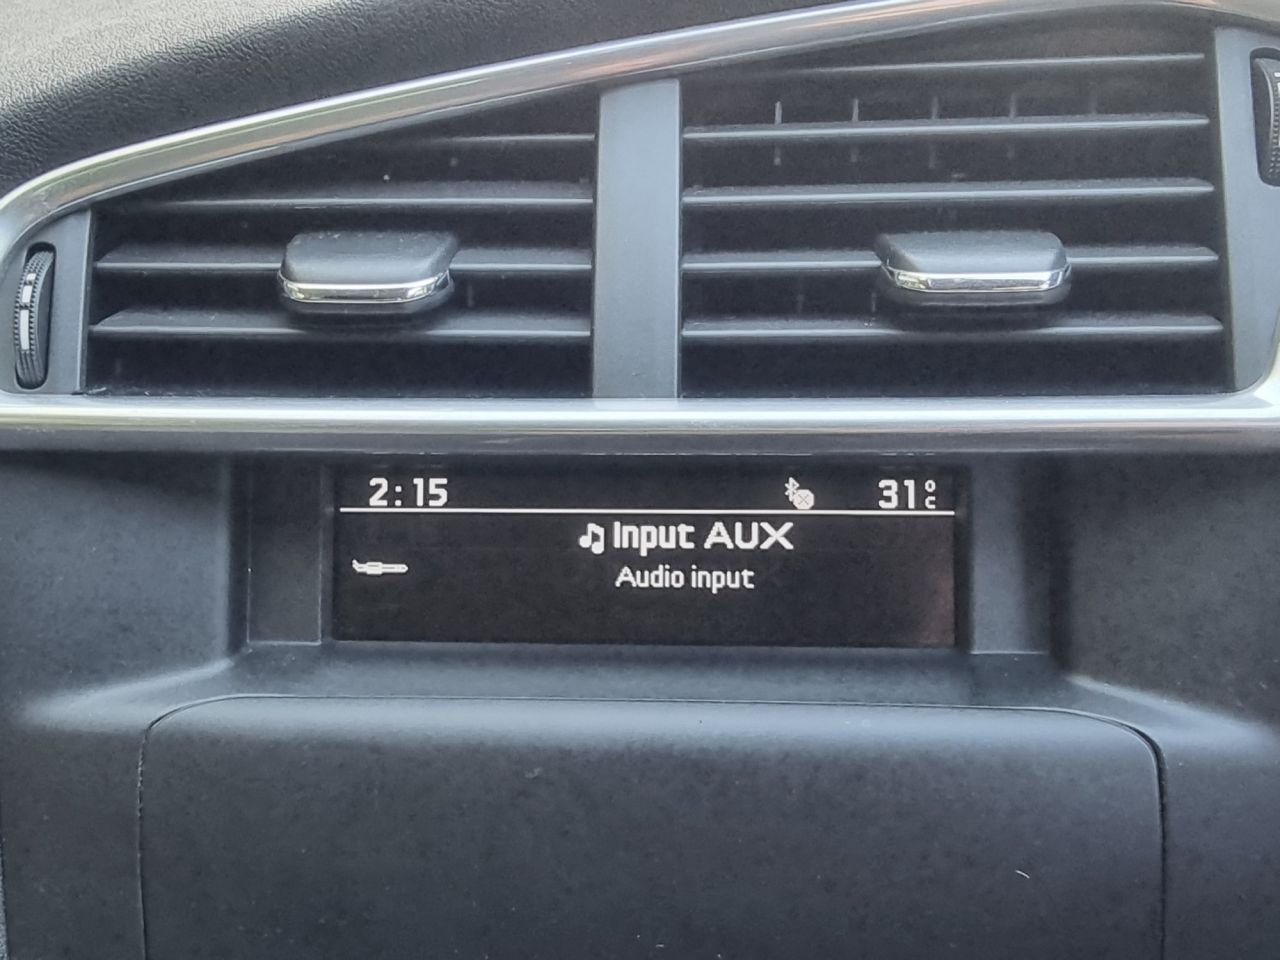 2:15 31°C
Input AUX
Audio input